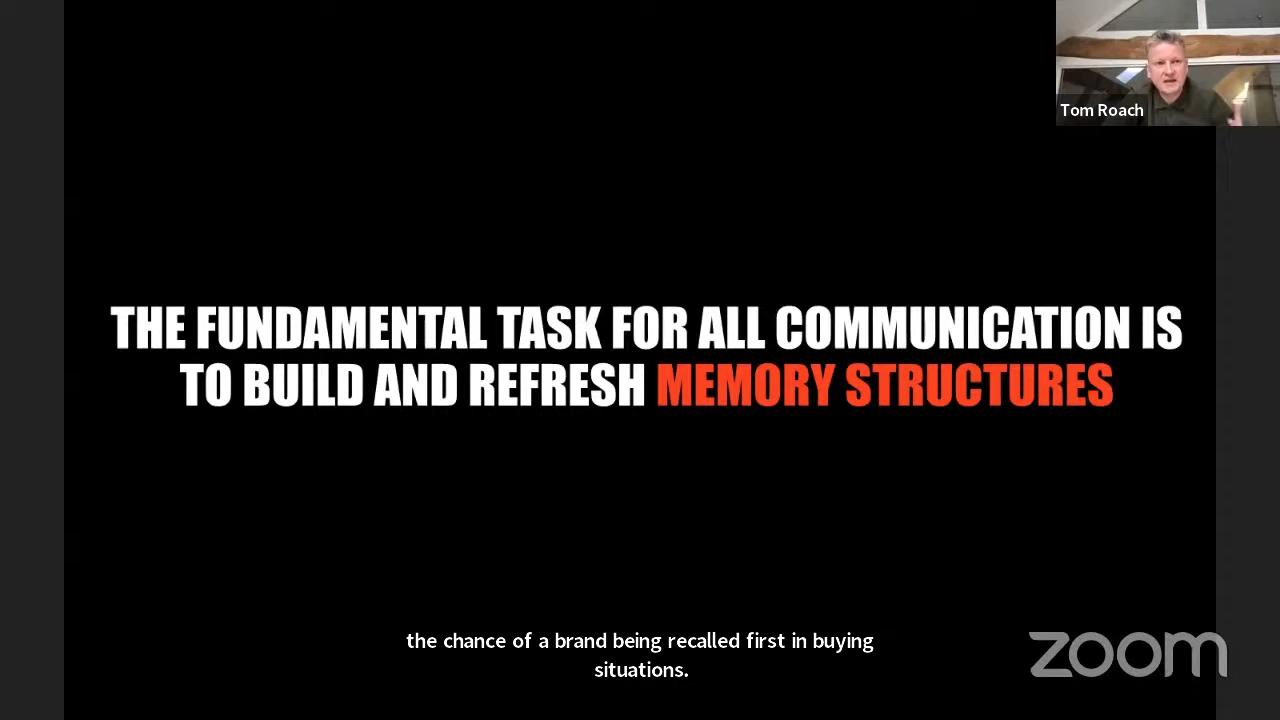 Tom Roach
THE FUNDAMENTAL TASK FOR ALL COMMUNICATION IS
TO BUILD AND REFRESH MEMORY STRUCTURES
the chance of a brand being recalled first in buying
situations.
zoom